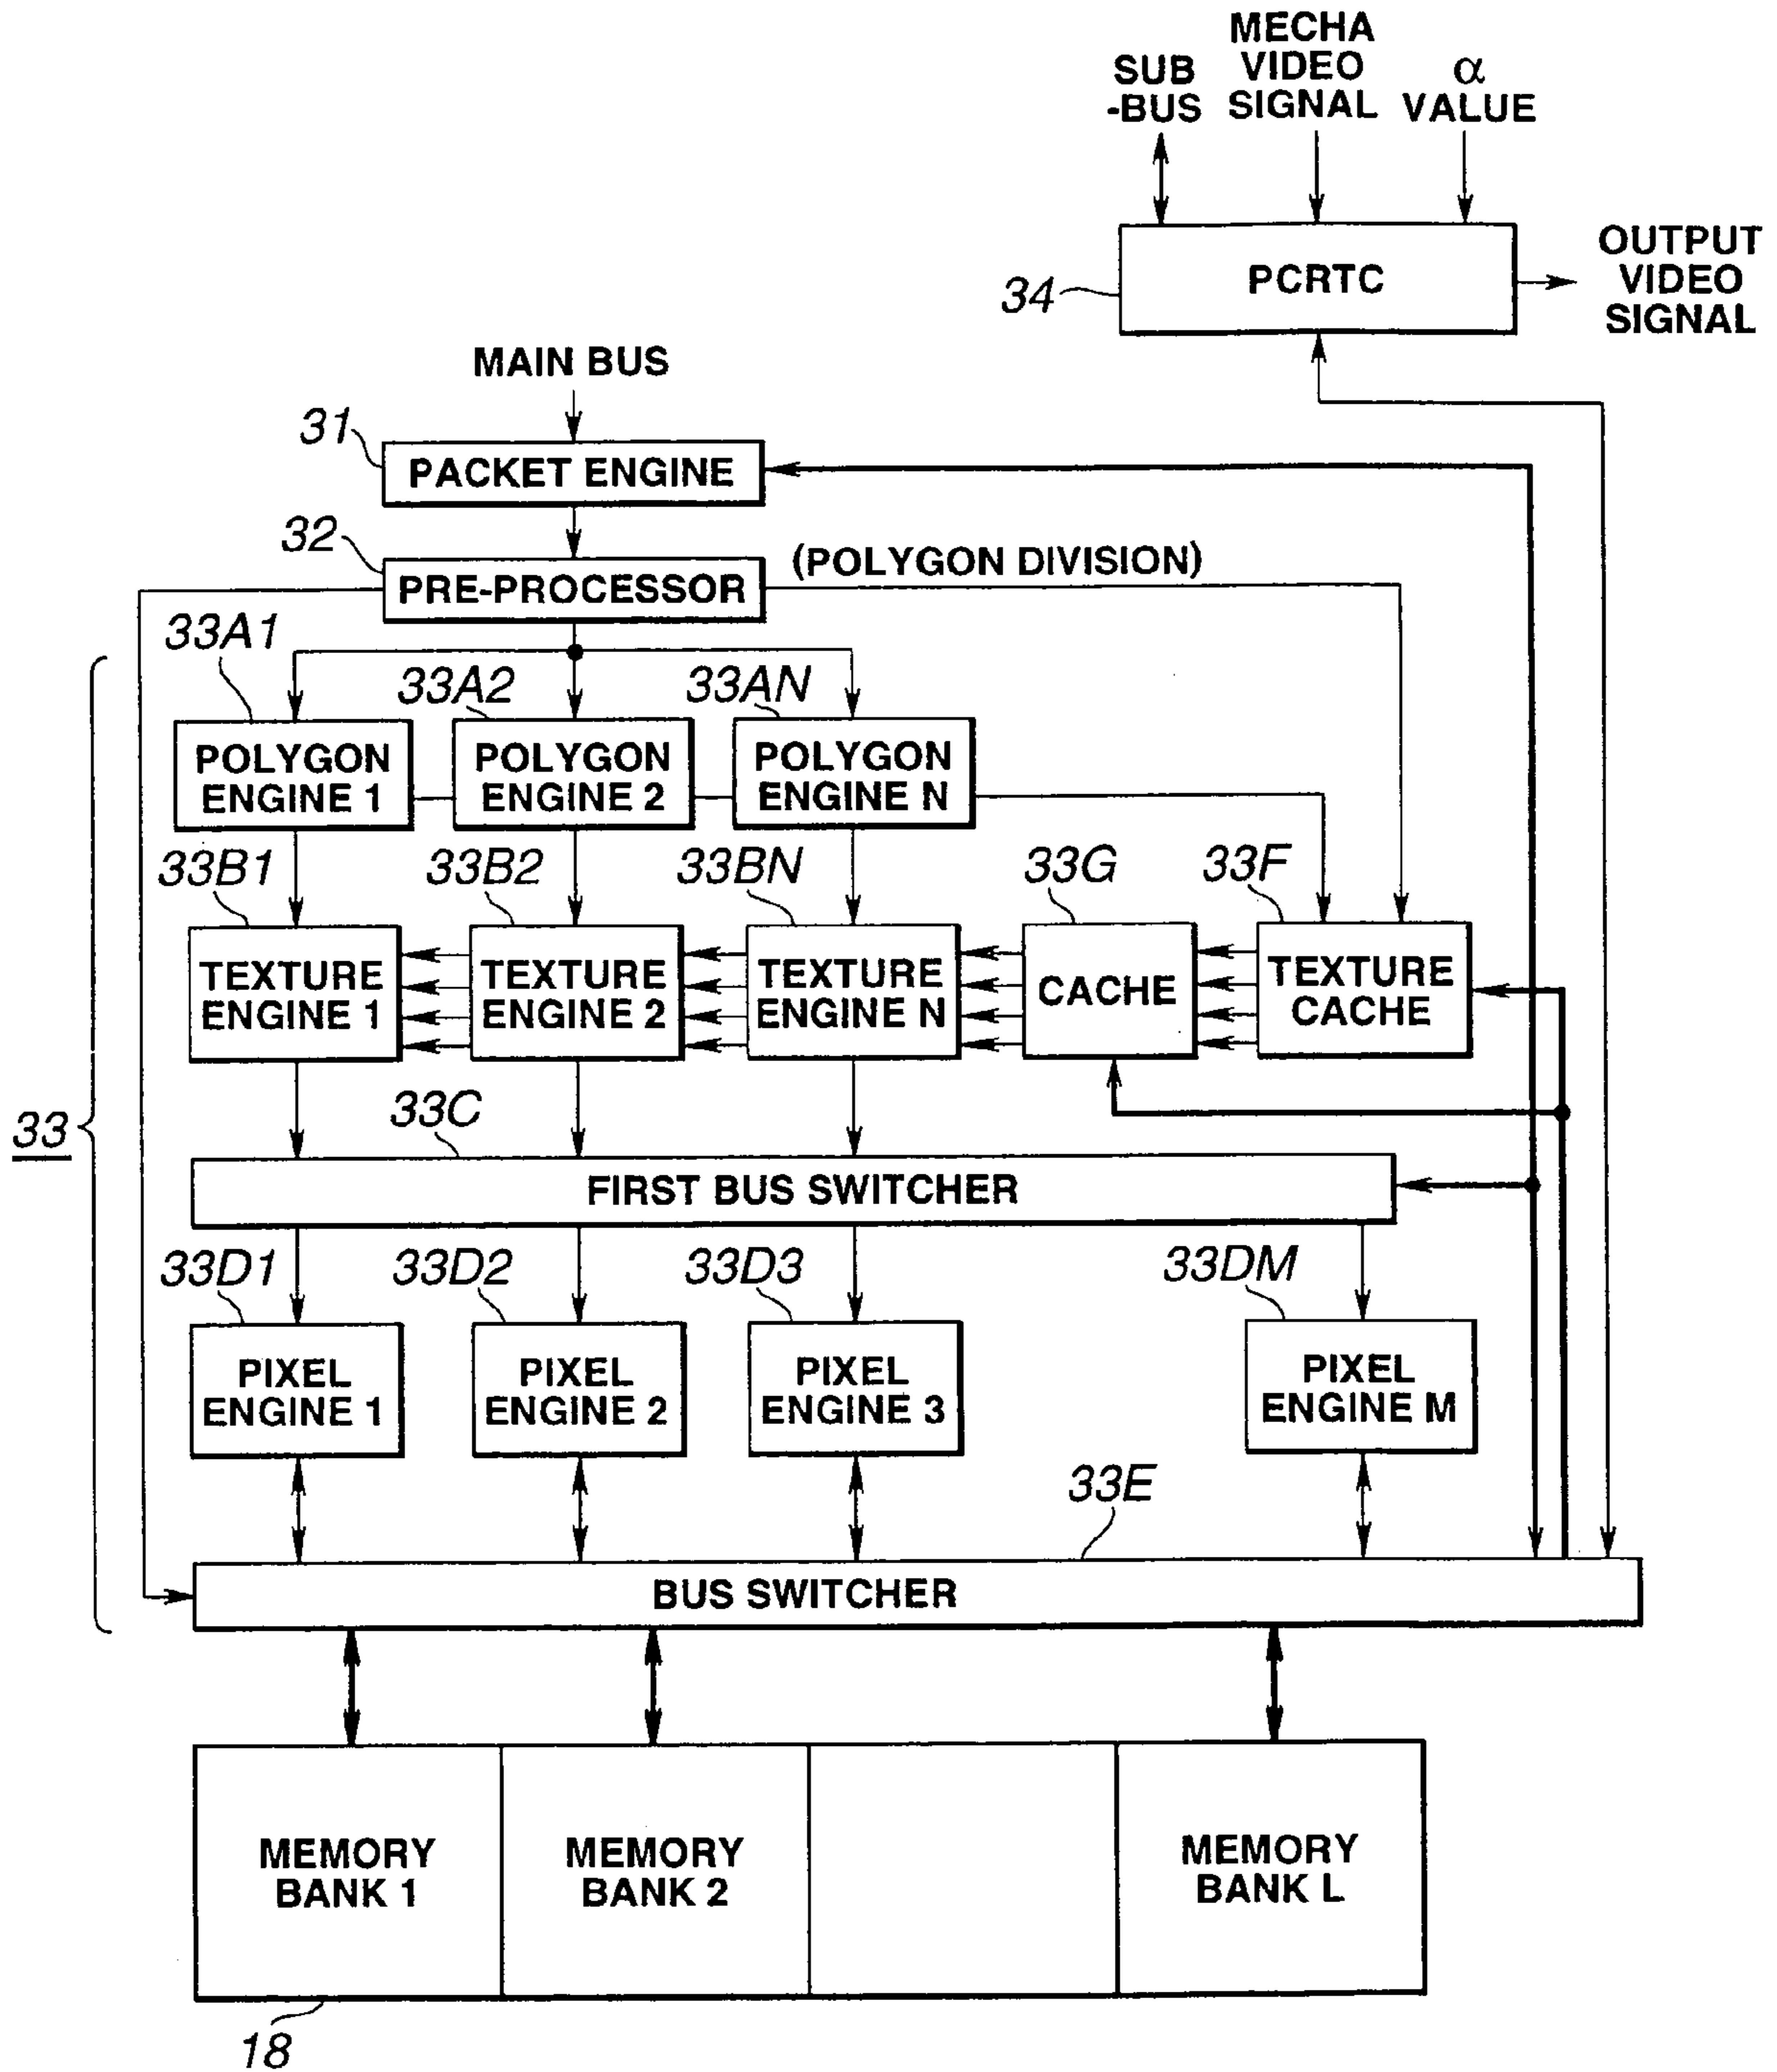 SUB
-BUS
MECHA
VIDEO
SIGNAL
α
VALUE
34
PCRTC
OUTPUT
VIDEO
SIGNAL
MAIN BUS
31
PACKET ENGINE
32
PRE-PROCESSOR
(POLYGON DIVISION)
33A1
33A2
33AN
POLYGON
ENGINE 1
POLYGON
ENGINE 2
POLYGON
ENGINE N
33B1
33B2
33BN
33G
33F
TEXTURE
ENGINE 1
TEXTURE
ENGINE 2
TEXTURE
ENGINE N
CACHE
TEXTURE
CACHE
33
33C
FIRST BUS SWITCHER
33D1
33D2
33D3
33DM
PIXEL
ENGINE 1
PIXEL
ENGINE 2
PIXEL
ENGINE 3
PIXEL
ENGINE M
33E
BUS SWITCHER
MEMORY
BANK 1
MEMORY
BANK 2
MEMORY
BANK L
18